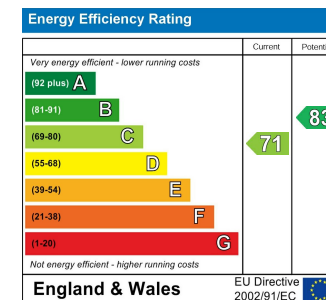 Energy Efficiency Rating
Current Potenti
Very energy efficient - lower running costs
(92 plus) A
(81-91) B
83
(69-80) C
71
(55-68) D
(39-54) E
(21-38) F
(1-20) G
Not energy efficient - higher running costs
England & Wales
EU Directive
2002/91/EC